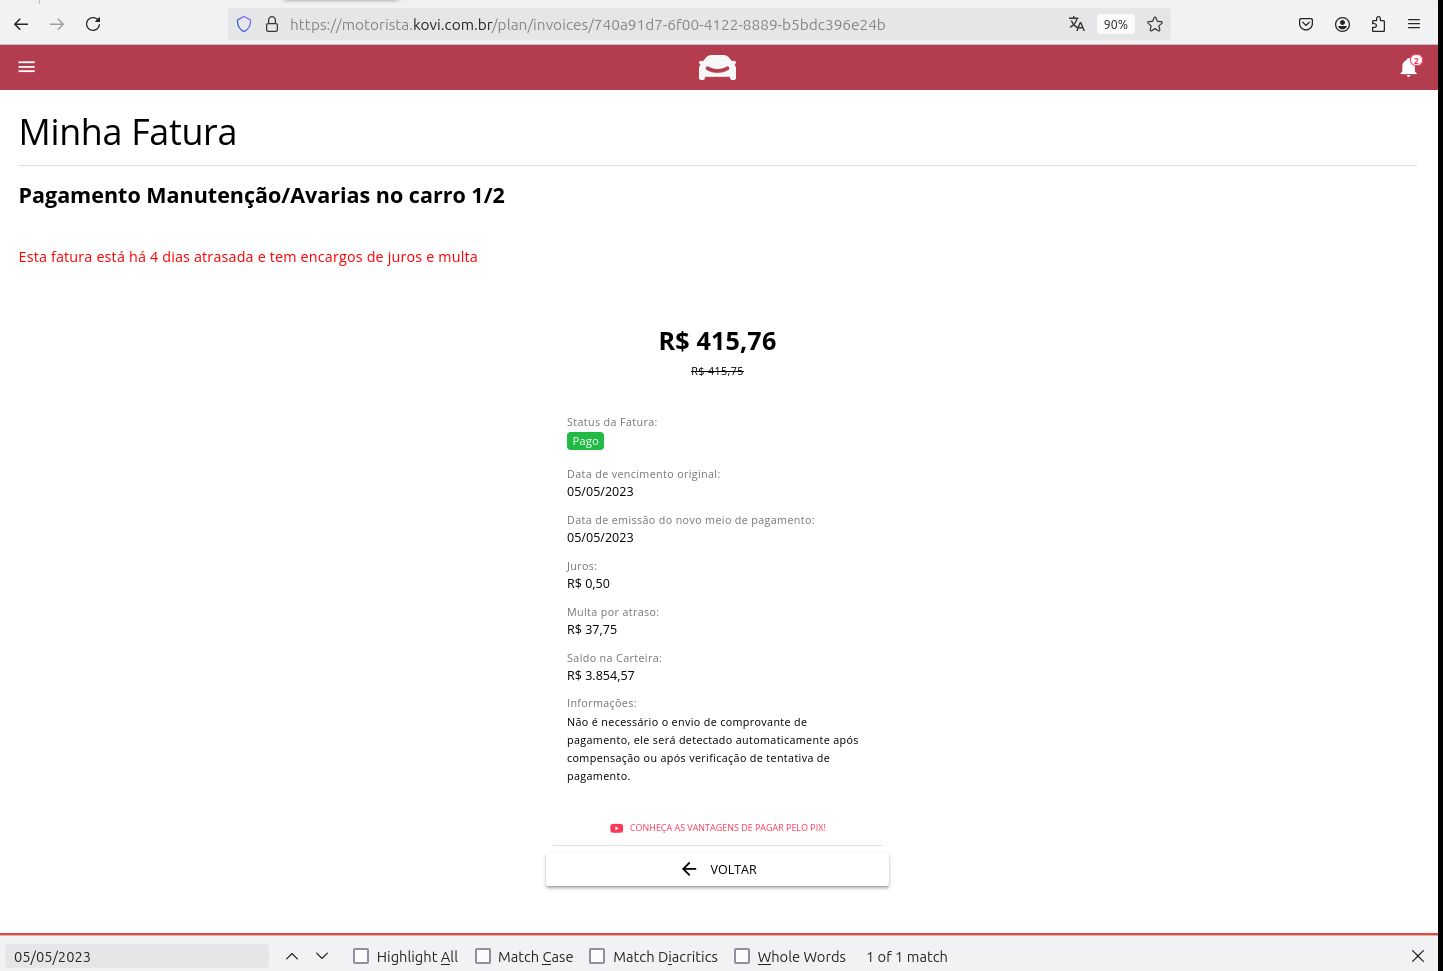 https://motorista.kovi.com.br/plan/invoices/740a91d7-6f00-4122-8889-b5bdc396e24b
90%
2
Minha Fatura
Pagamento Manutenção/Avarias no carro 1/2
Esta fatura está há 4 dias atrasada e tem encargos de juros e multa
R$ 415,76
R$ 415,75
Status da Fatura:
Pago
Data de vencimento original:
05/05/2023
Data de emissão do novo meio de pagamento:
05/05/2023
Juros:
R$ 0,50
Multa por atraso:
R$ 37,75
Saldo na Carteira:
R$ 3.854,57
Informações:
Não é necessário o envio de comprovante de
pagamento, ele será detectado automaticamente após
compensação ou após verificação de tentativa de
pagamento.
CONHEÇA AS VANTAGENS DE PAGAR PELO PIX!
VOLTAR
05/05/2023 Highlight All Match Case Match Diacritics Whole Words 1 of 1 match